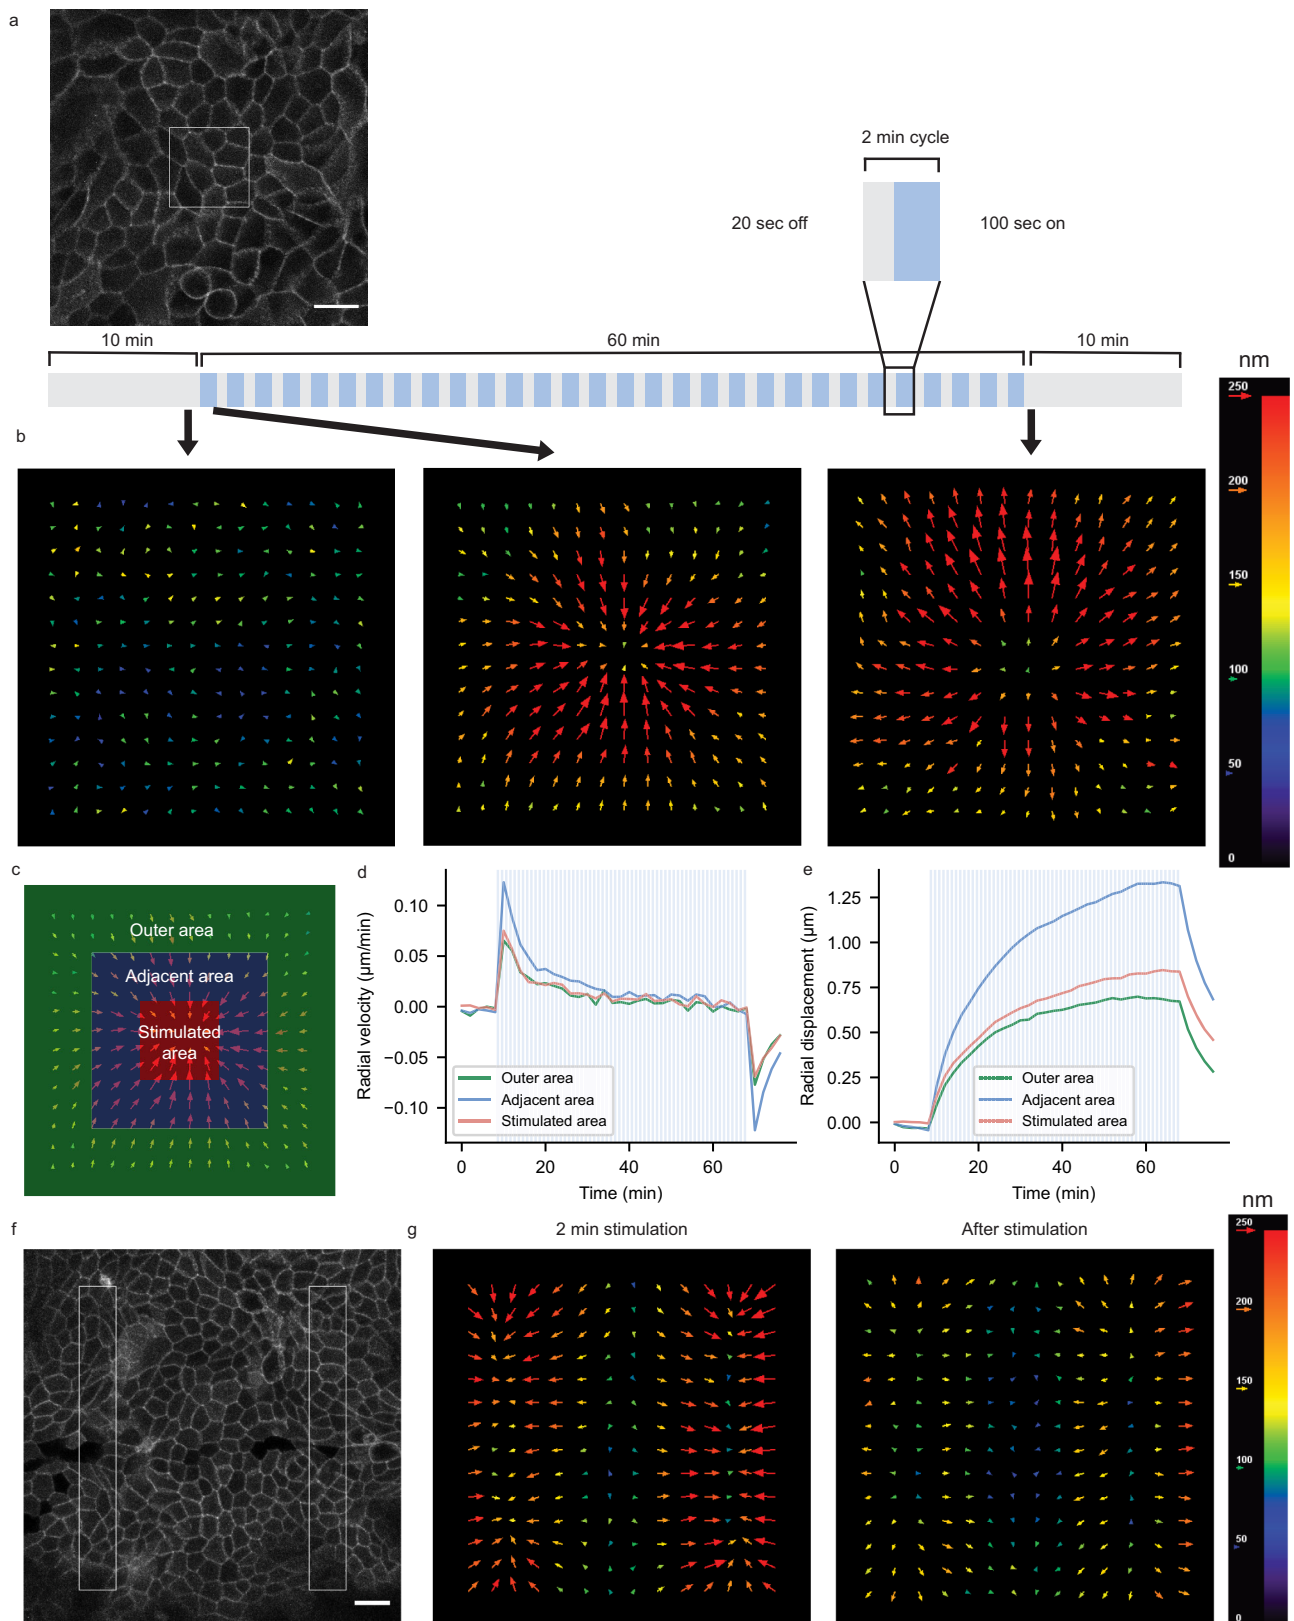 a
2 min cycle
20 sec off
100 sec on
10 min
60 min
10 min
nm
250
200
150
100
50
0
b
c
Outer area
Adjacent area
Stimulated
area
d
Radial velocity (μm/min)
0.10
0.05
0.00
−0.05
−0.10
Outer area
Adjacent area
Stimulated area
0
20
40
60
Time (min)
e
Radial displacement (μm)
1.25
1.00
0.75
0.50
0.25
0.00
Outer area
Adjacent area
Stimulated area
0
20
40
60
Time (min)
f
g
2 min stimulation
After stimulation
nm
250
200
150
100
50
0